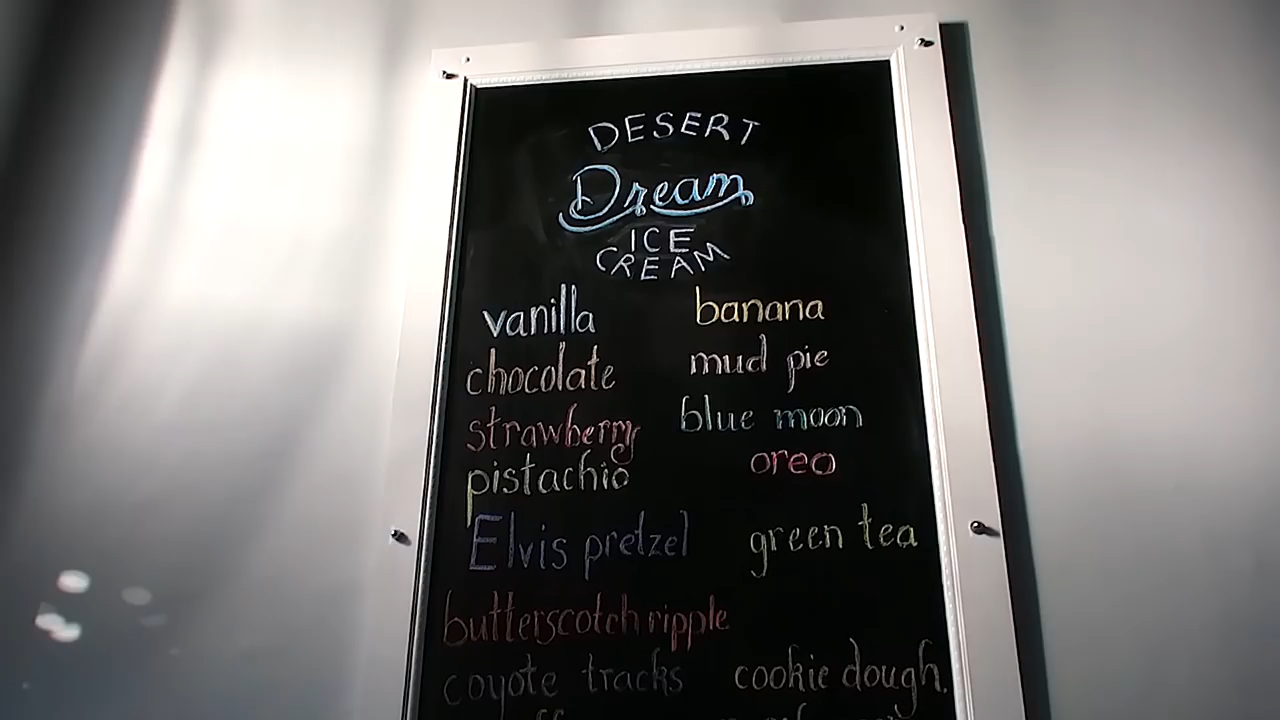 DESERT
Dream
ICE
CREAM
vanilla
banana
chocolate
mud pie
strawberry
blue moon
pistachio
oreo
Elvis pretzel
green tea
butterscotch ripple
coyote tracks
cookie dough